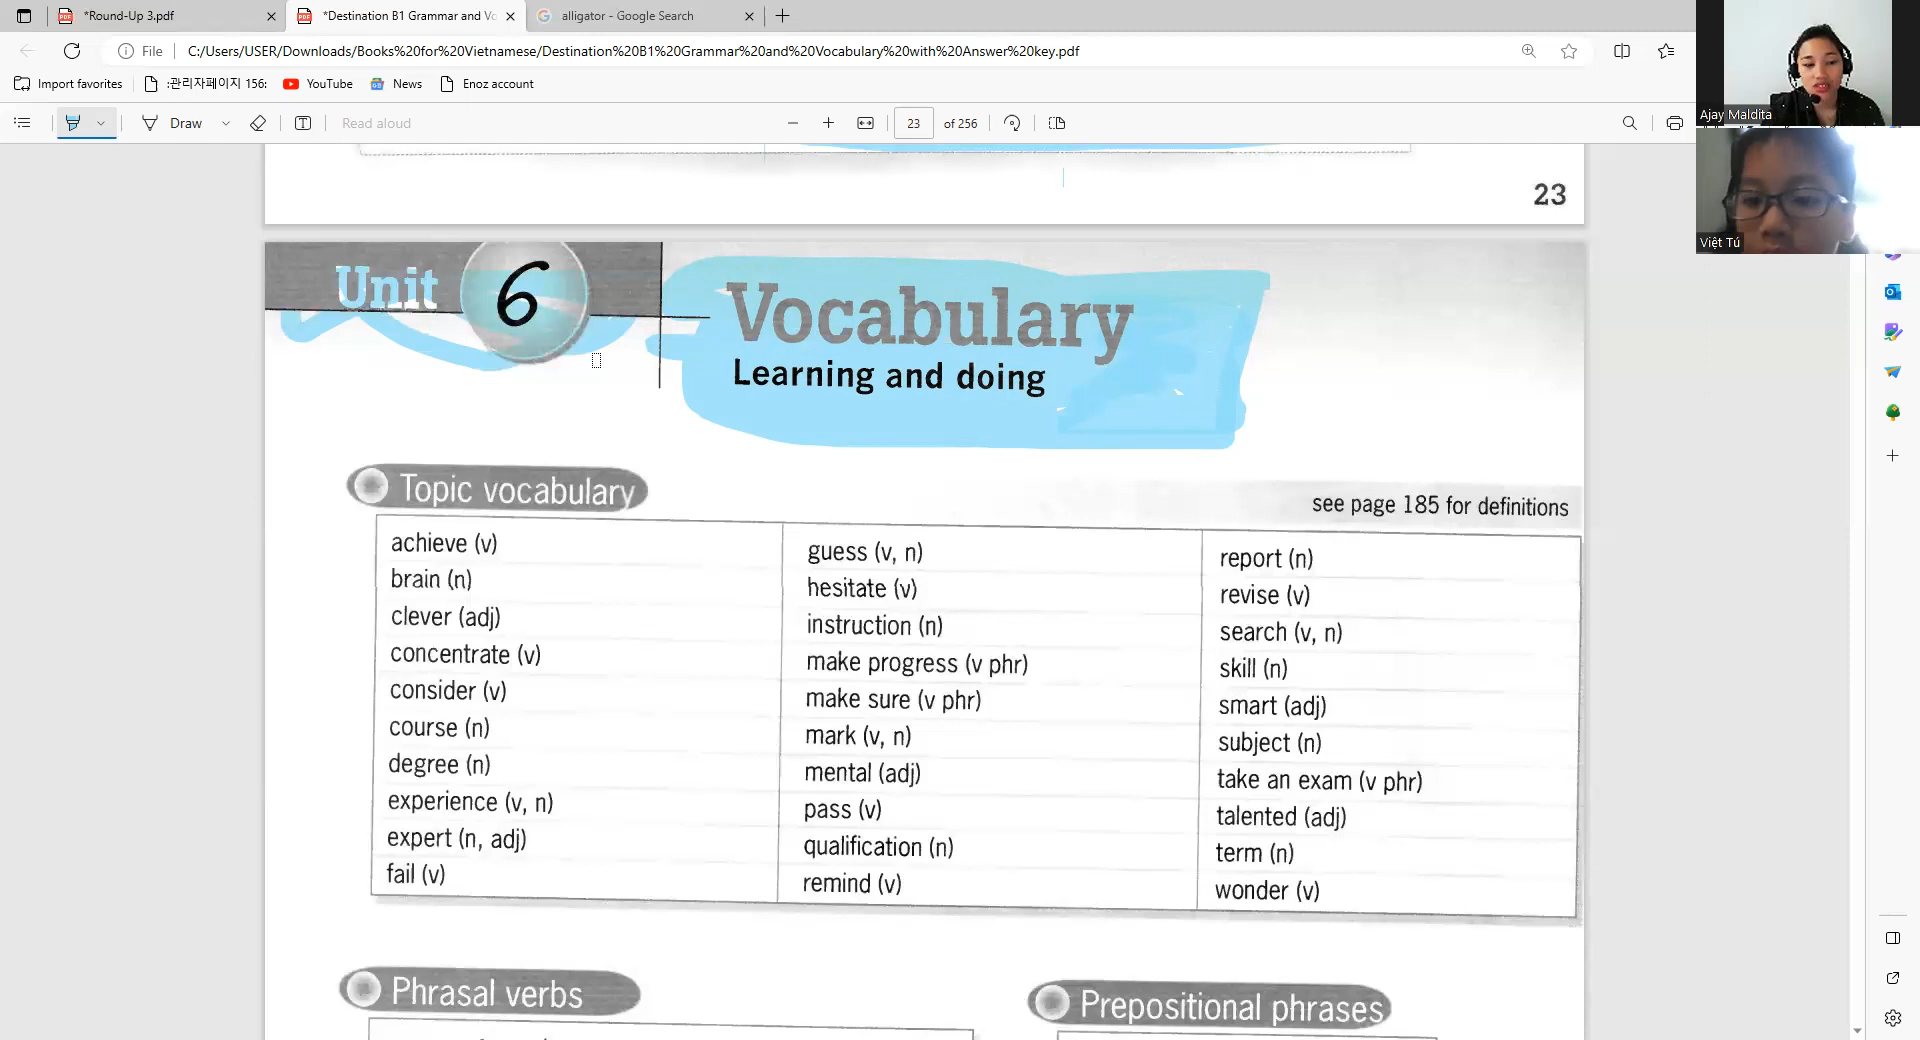 *Round-Up 3.pdf
*Destination B1 Grammar and Vo
alligator - Google Search
File
C:/Users/USER/Downloads/Books%20for%20Vietnamese/Destination%20B1%20Grammar%20and%20Vocabulary%20with%20Answer%20key.pdf
Import favorites
:관리자페이지 156:
YouTube
News
Enoz account
Draw
Read aloud
23
of 256
Ajay Maldita
Việt Tú
23
Unit 6
Vocabulary
Learning and doing
Topic vocabulary
see page 185 for definitions
achieve (v)
brain (n)
clever (adj)
concentrate (v)
consider (v)
course (n)
degree (n)
experience (v, n)
expert (n, adj)
fail (v)
guess (v, n)
hesitate (v)
instruction (n)
make progress (v phr)
make sure (v phr)
mark (v, n)
mental (adj)
pass (v)
qualification (n)
remind (v)
report (n)
revise (v)
search (v, n)
skill (n)
smart (adj)
subject (n)
take an exam (v phr)
talented (adj)
term (n)
wonder (v)
Phrasal verbs
Prepositional phrases